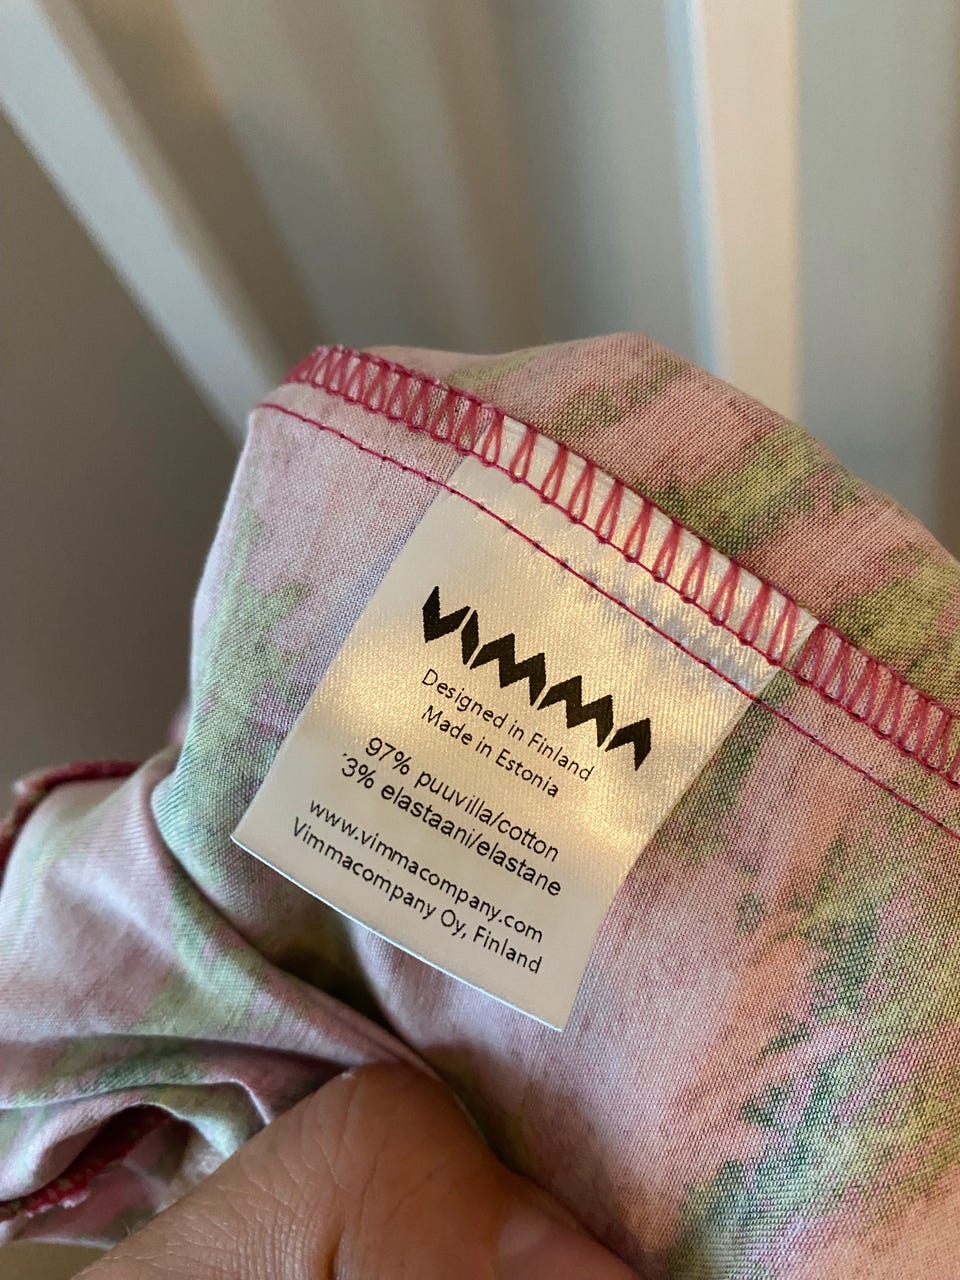 VIMMA
Designed in Finland
Made in Estonia
97% puuvilla/cotton
3% elastaani/elastane
www.vimmacompany.com
Vimmacompany Oy, Finland